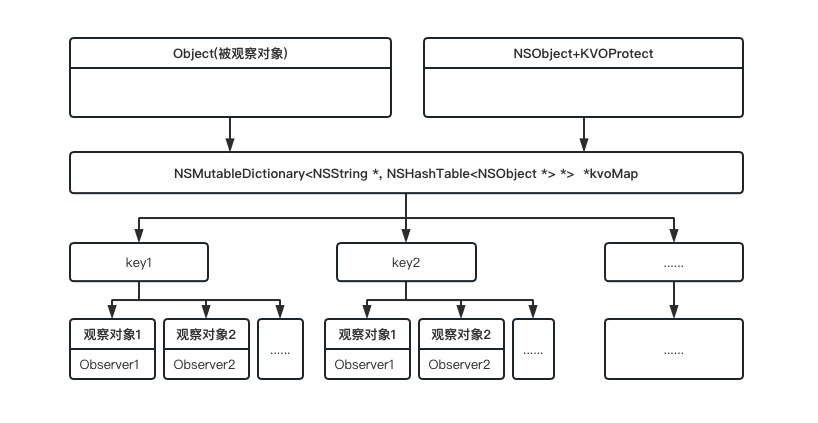 Object(被观察对象)
NSObject+KVOProtect
NSMutableDictionary<NSString *, NSHashTable<NSObject *> *>  *kvoMap
key1
key2
......
观察对象1
观察对象2
......
观察对象1
观察对象2
......
......
Observer1
Observer2
Observer1
Observer2